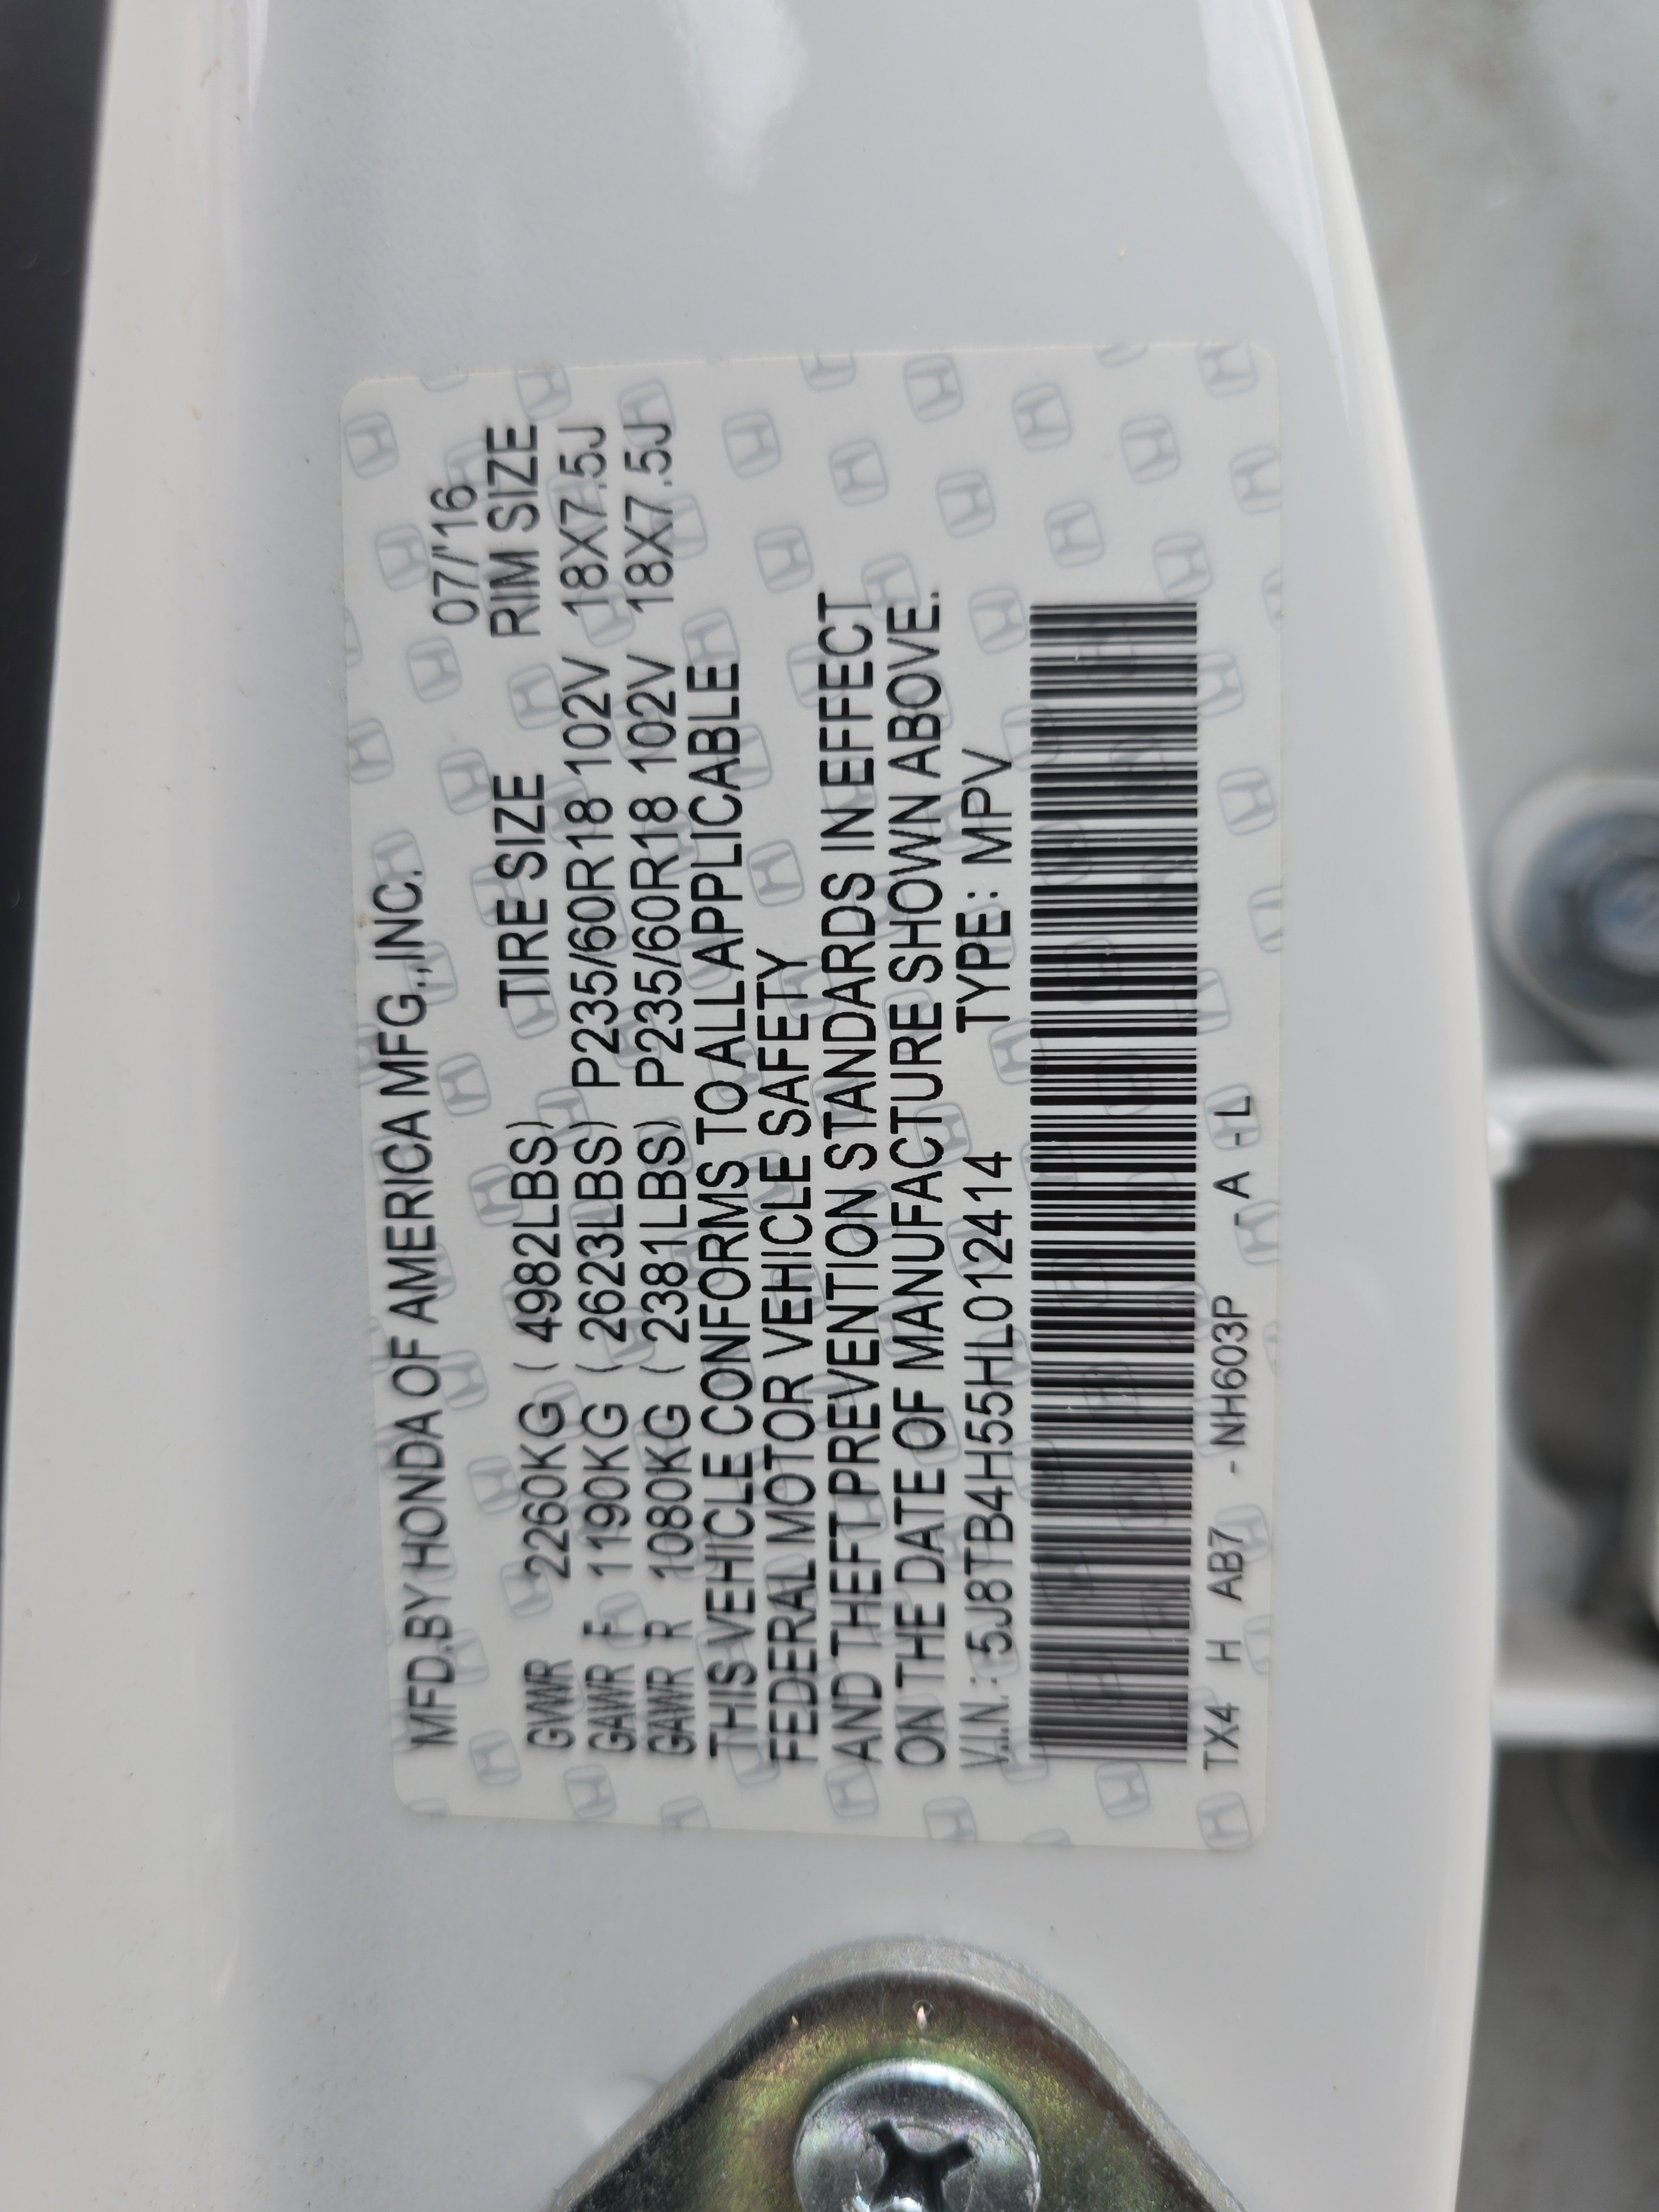 MFD.BY HONDA OF AMERICA MFG.,INC.
07/'16
TIRE SIZE RIM SIZE
GVWR 2260KG ( 4982LBS)
GAWR F 1190KG ( 2623LBS) P235/60R18 102V 18X7.5J
GAWR R 1080KG ( 2381LBS) P235/60R18 102V 18X7.5J
THIS VEHICLE CONFORMS TO ALL APPLICABLE
FEDERAL MOTOR VEHICLE SAFETY
AND THEFT PREVENTION STANDARDS IN EFFECT
ON THE DATE OF MANUFACTURE SHOWN ABOVE.
V.I.N.: 5J8TB4H55HL012414 TYPE: MPV
TX4 H AB7 - NH603P - A - L